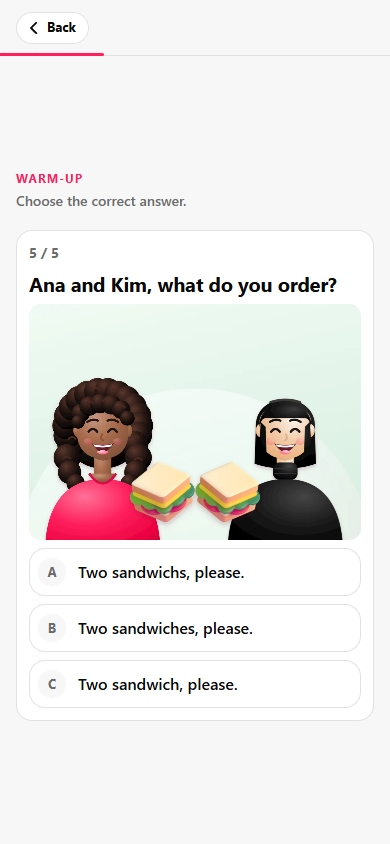 Back
WARM-UP
Choose the correct answer.
5 / 5
Ana and Kim, what do you order?
A Two sandwichs, please.
B Two sandwiches, please.
C Two sandwich, please.